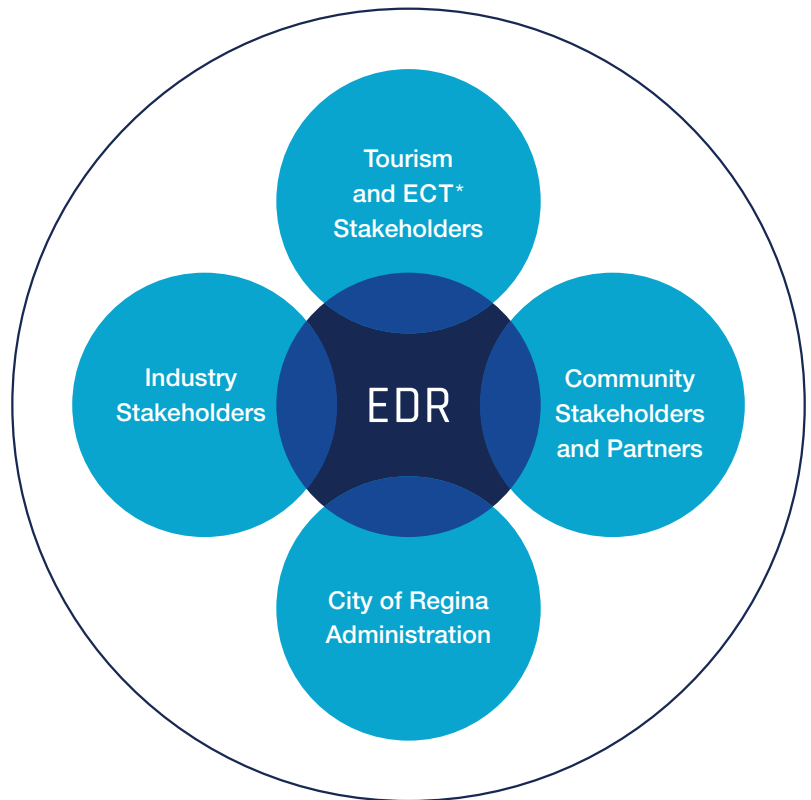 Tourism
and ECT*
Stakeholders
Industry
Stakeholders
EDR
Community
Stakeholders
and Partners
City of Regina
Administration